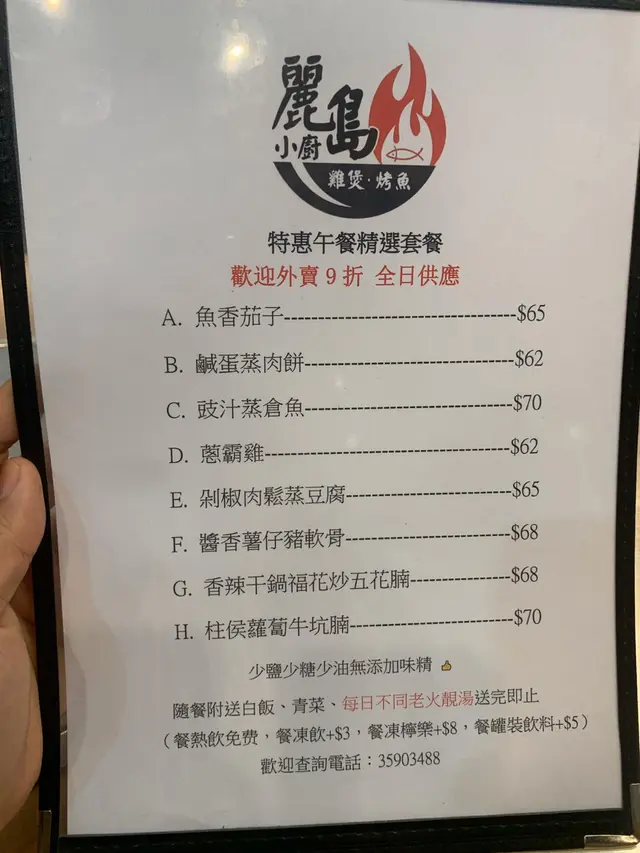 麗島
小廚
雞煲·烤魚
特惠午餐精選套餐
歡迎外賣9折 全日供應
A. 魚香茄子----------------------------------$65
B. 鹹蛋蒸肉餅-------------------------------$62
C. 豉汁蒸倉魚-------------------------------$70
D. 蔥霸雞------------------------------------$62
E. 剁椒肉鬆蒸豆腐------------------------$65
F. 醬香薯仔豬軟骨------------------------$68
G. 香辣干鍋福花炒五花腩---------------$68
H. 柱侯蘿蔔牛坑腩------------------------$70
少鹽少糖少油無添加味精 👍
隨餐附送白飯、青菜、每日不同老火靚湯送完即止
（餐熱飲免费，餐凍飲+$3，餐凍檸樂+$8，餐罐裝飲料+$5）
歡迎查詢電話：35903488